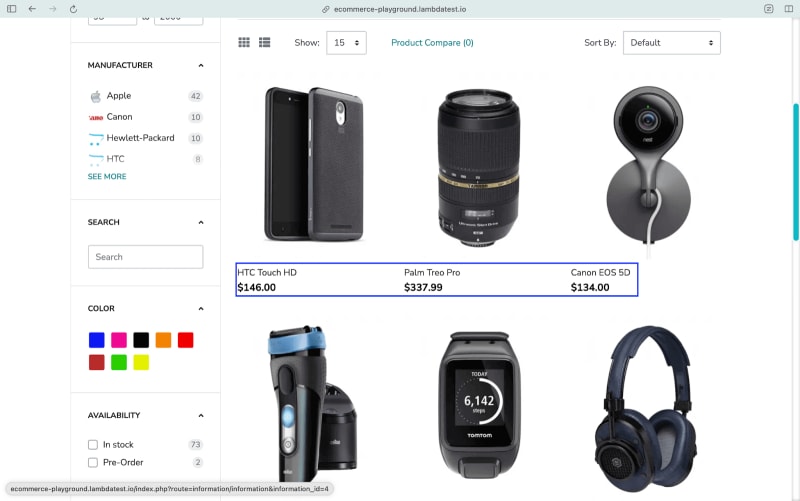 ecommerce-playground.lambdatest.io
to
Show:
15
Product Compare (0)
Sort By:
Default
MANUFACTURER
Apple 42
Canon 10
Hewlett-Packard 10
HTC 8
SEE MORE
nest
SEARCH
Search
HTC Touch HD
$146.00
Palm Treo Pro
$337.99
Canon EOS 5D
$134.00
COLOR
TODAY
6,142
steps
TOMTOM
AVAILABILITY
In stock 73
Pre-Order 2
ecommerce-playground.lambdatest.io/index.php?route=information/information&information_id=4